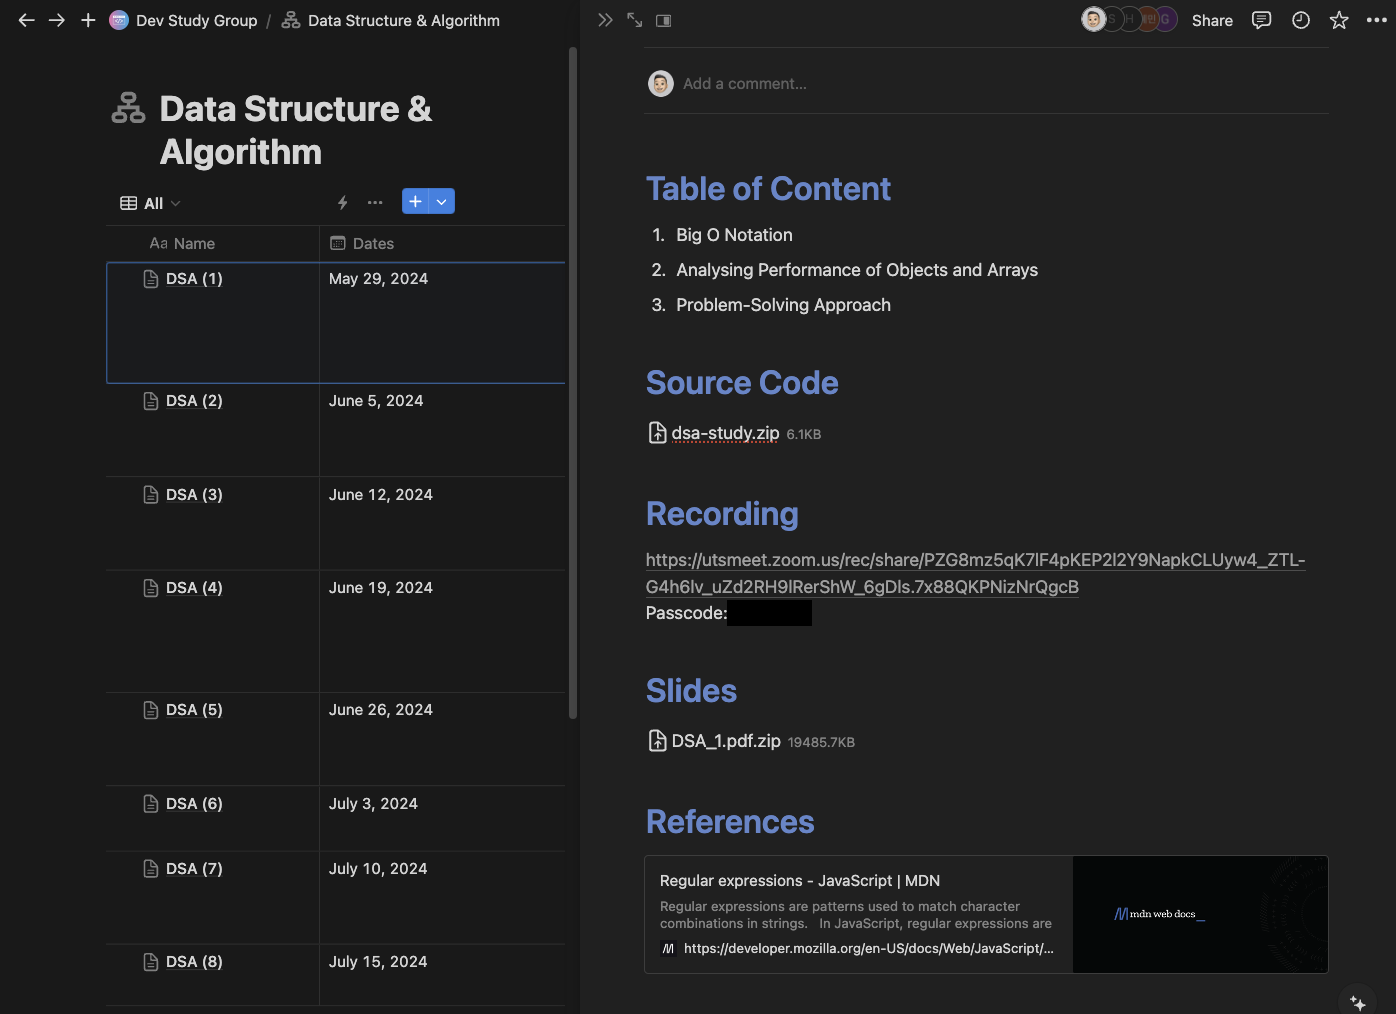 Dev Study Group / Data Structure & Algorithm
Share
Data Structure &
Algorithm
All
Aa Name Dates
DSA (1) May 29, 2024
DSA (2) June 5, 2024
DSA (3) June 12, 2024
DSA (4) June 19, 2024
DSA (5) June 26, 2024
DSA (6) July 3, 2024
DSA (7) July 10, 2024
DSA (8) July 15, 2024
Add a comment...
Table of Content
1. Big O Notation
2. Analysing Performance of Objects and Arrays
3. Problem-Solving Approach
Source Code
dsa-study.zip 6.1KB
Recording
https://utsmeet.zoom.us/rec/share/PZG8mz5qK7lF4pKEP2l2Y9NapkCLUyw4_ZTL-
G4h6lv_uZd2RH9lRerShW_6gDls.7x88QKPNizNrQgcB
Passcode:
Slides
DSA_1.pdf.zip 19485.7KB
References
Regular expressions - JavaScript | MDN
Regular expressions are patterns used to match character
combinations in strings. In JavaScript, regular expressions are
https://developer.mozilla.org/en-US/docs/Web/JavaScript/...
mdn web docs_